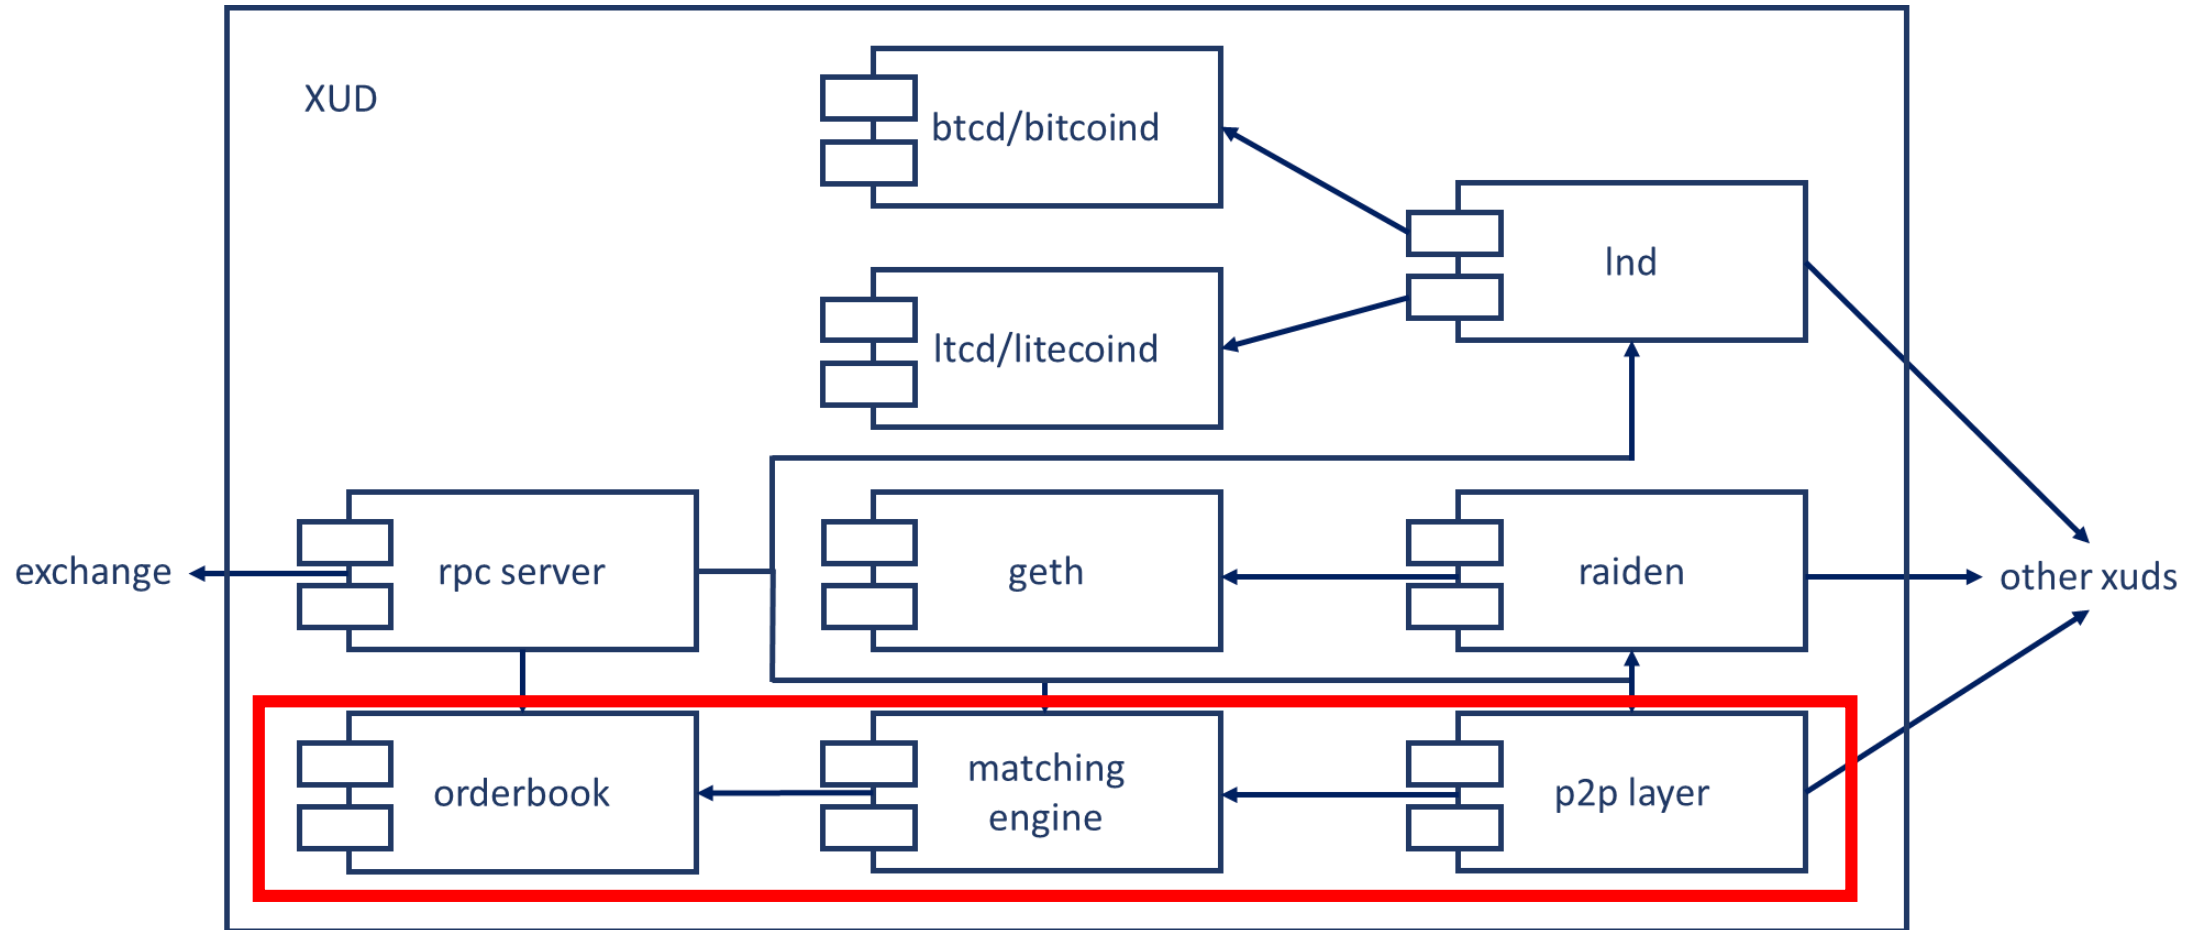 XUD
btcd/bitcoind
lnd
ltcd/litecoind
exchange
rpc server
geth
raiden
other xuds
orderbook
matching
engine
p2p layer